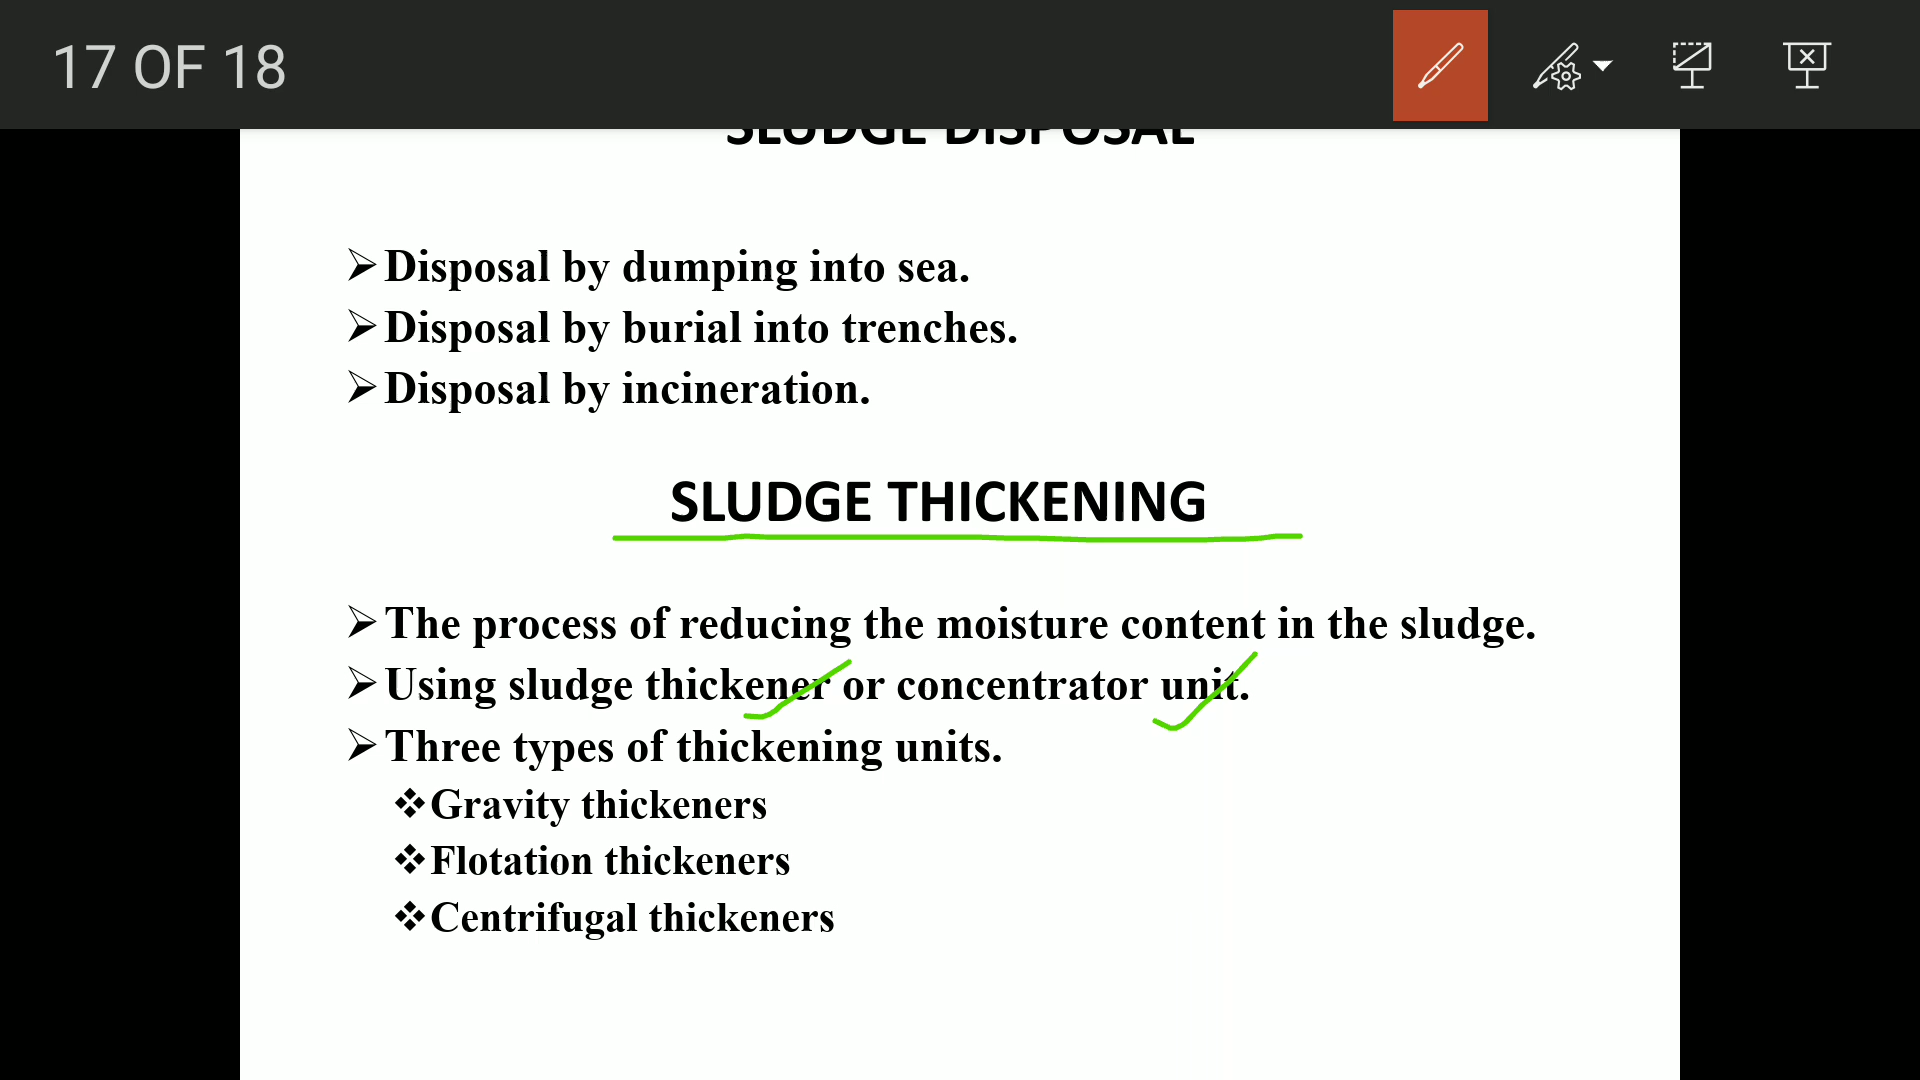 17 OF 18
SLUDGE DISPOSAL
➢Disposal by dumping into sea.
➢Disposal by burial into trenches.
➢Disposal by incineration.
SLUDGE THICKENING
➢The process of reducing the moisture content in the sludge.
➢Using sludge thickener or concentrator unit.
➢Three types of thickening units.
❖Gravity thickeners
❖Flotation thickeners
❖Centrifugal thickeners